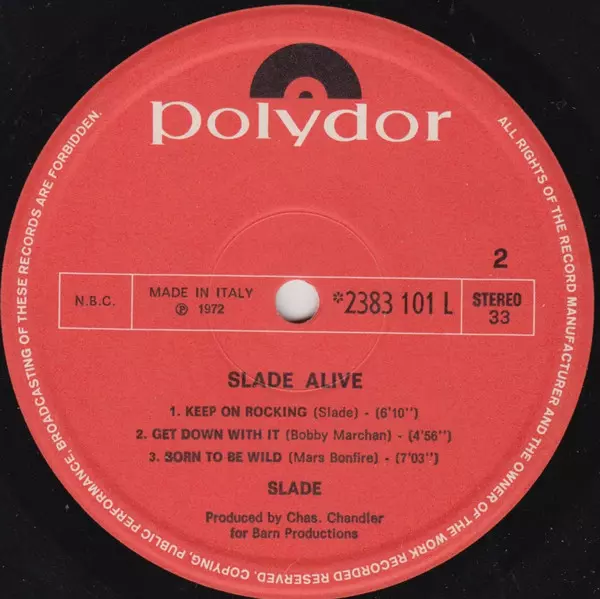 polydor
2
N.B.C.
MADE IN ITALY
℗ 1972
*2383 101 L
STEREO
33
SLADE ALIVE
1. KEEP ON ROCKING (Slade) - (6'10")
2. GET DOWN WITH IT (Bobby Marchan) - (4'56")
3. BORN TO BE WILD (Mars Bonfire) - (7'03")
SLADE
Produced by Chas. Chandler
for Barn Productions
ALL RIGHTS OF THE RECORD MANUFACTURER AND THE OWNER OF THE WORK RECORDED RESERVED. COPYING, PUBLIC PERFORMANCE, BROADCASTING OF THESE RECORDS ARE FORBIDDEN.